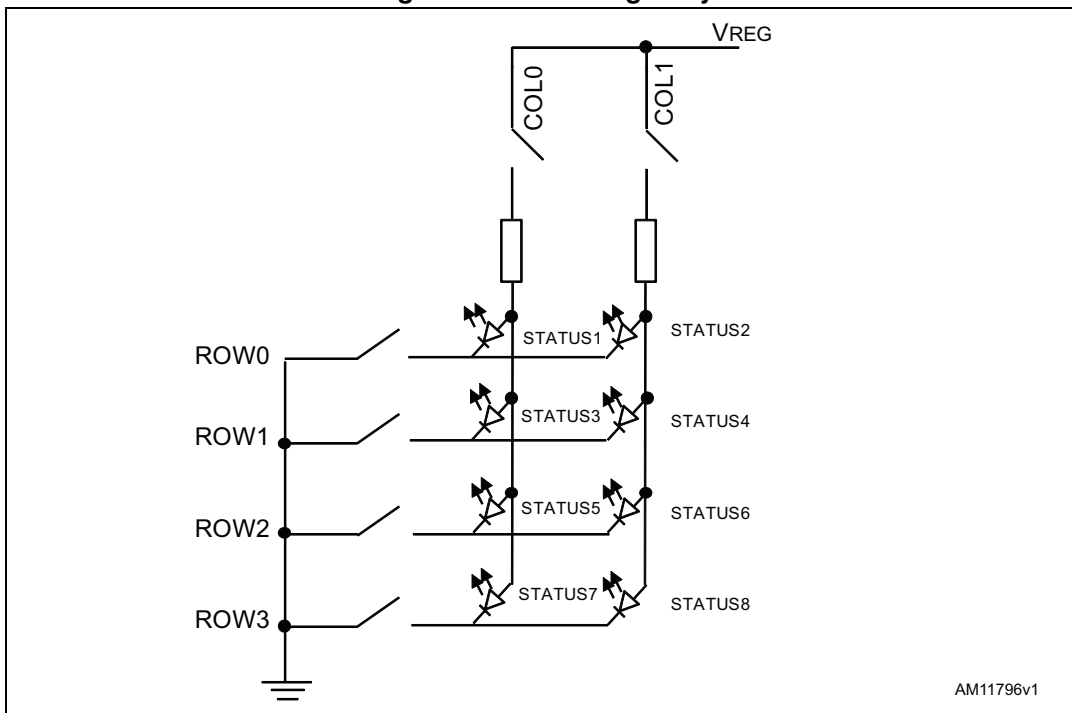 VREG
COL0
COL1
STATUS1
STATUS2
ROW0
STATUS3
STATUS4
ROW1
STATUS5
STATUS6
ROW2
STATUS7
STATUS8
ROW3
AM11796v1